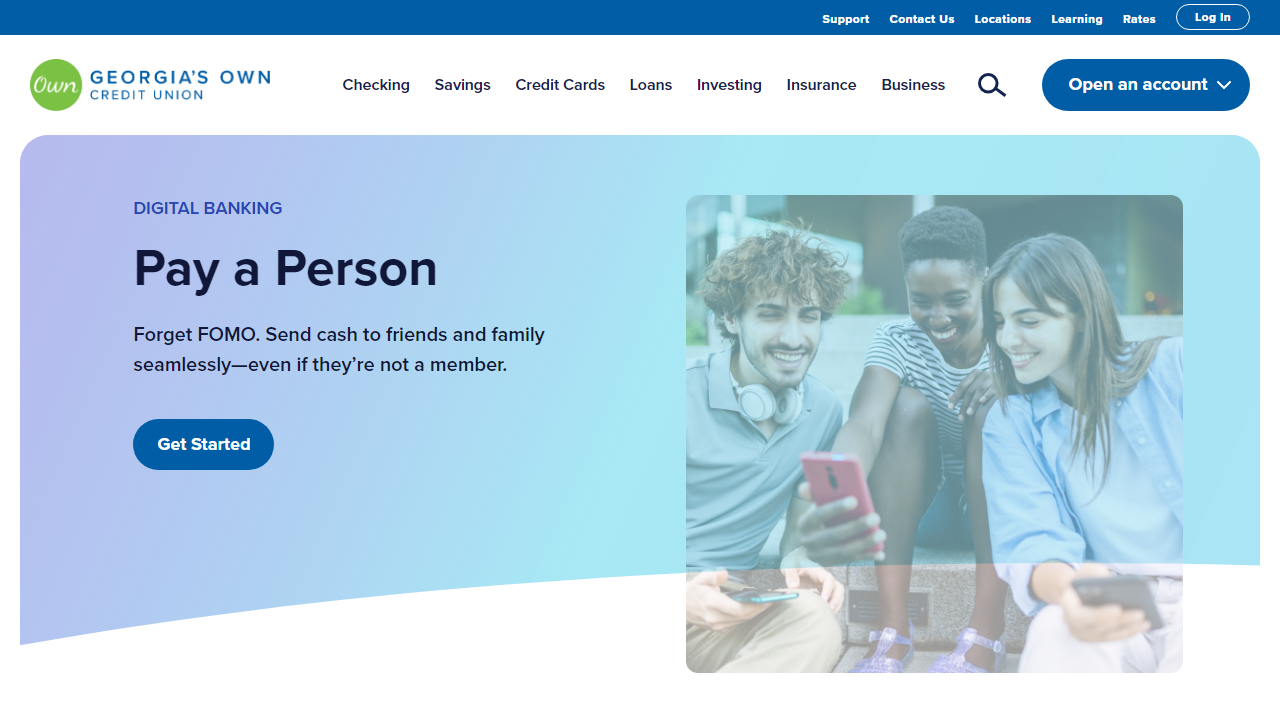 Support Contact Us Locations Learning Rates Log In
Own GEORGIA'S OWN
CREDIT UNION
Checking Savings Credit Cards Loans Investing Insurance Business Open an account
DIGITAL BANKING
Pay a Person
Forget FOMO. Send cash to friends and family
seamlessly—even if they’re not a member.
Get Started